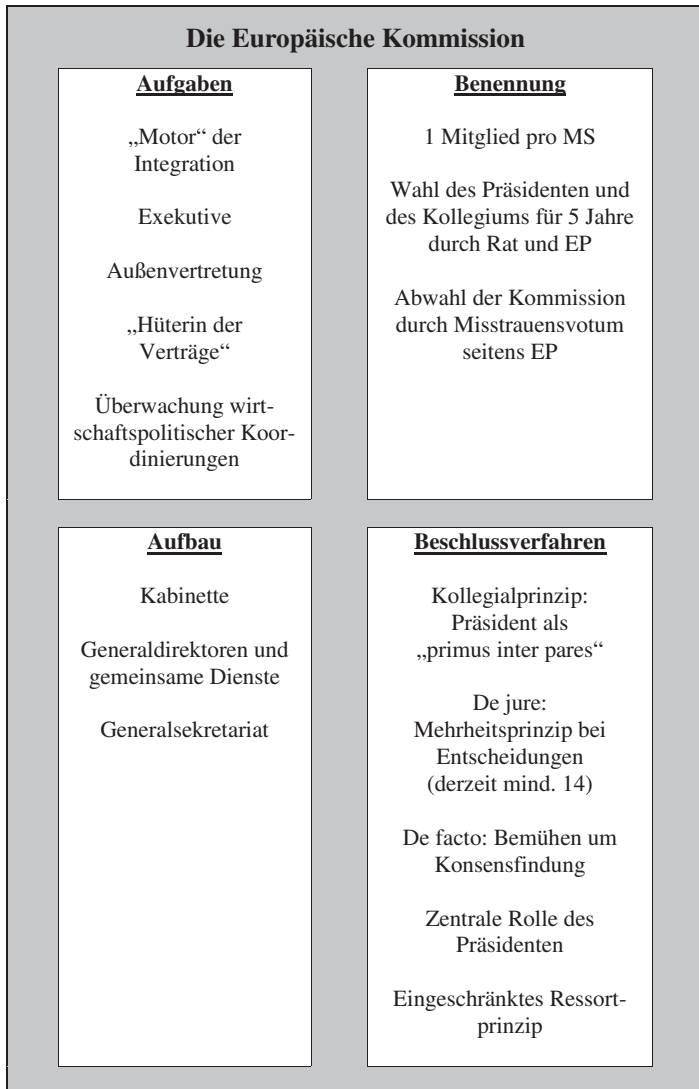 Die Europäische Kommission
Aufgaben
„Motor“ der
Integration
Exekutive
Außenvertretung
„Hüterin der
Verträge“
Überwachung wirt-
schaftspolitischer Koor-
dinierungen
Benennung
1 Mitglied pro MS
Wahl des Präsidenten und
des Kollegiums für 5 Jahre
durch Rat und EP
Abwahl der Kommission
durch Misstrauensvotum
seitens EP
Aufbau
Kabinette
Generaldirektoren und
gemeinsame Dienste
Generalsekretariat
Beschlussverfahren
Kollegialprinzip:
Präsident als
„primus inter pares“
De jure:
Mehrheitsprinzip bei
Entscheidungen
(derzeit mind. 14)
De facto: Bemühen um
Konsensfindung
Zentrale Rolle des
Präsidenten
Eingeschränktes Ressort-
prinzip